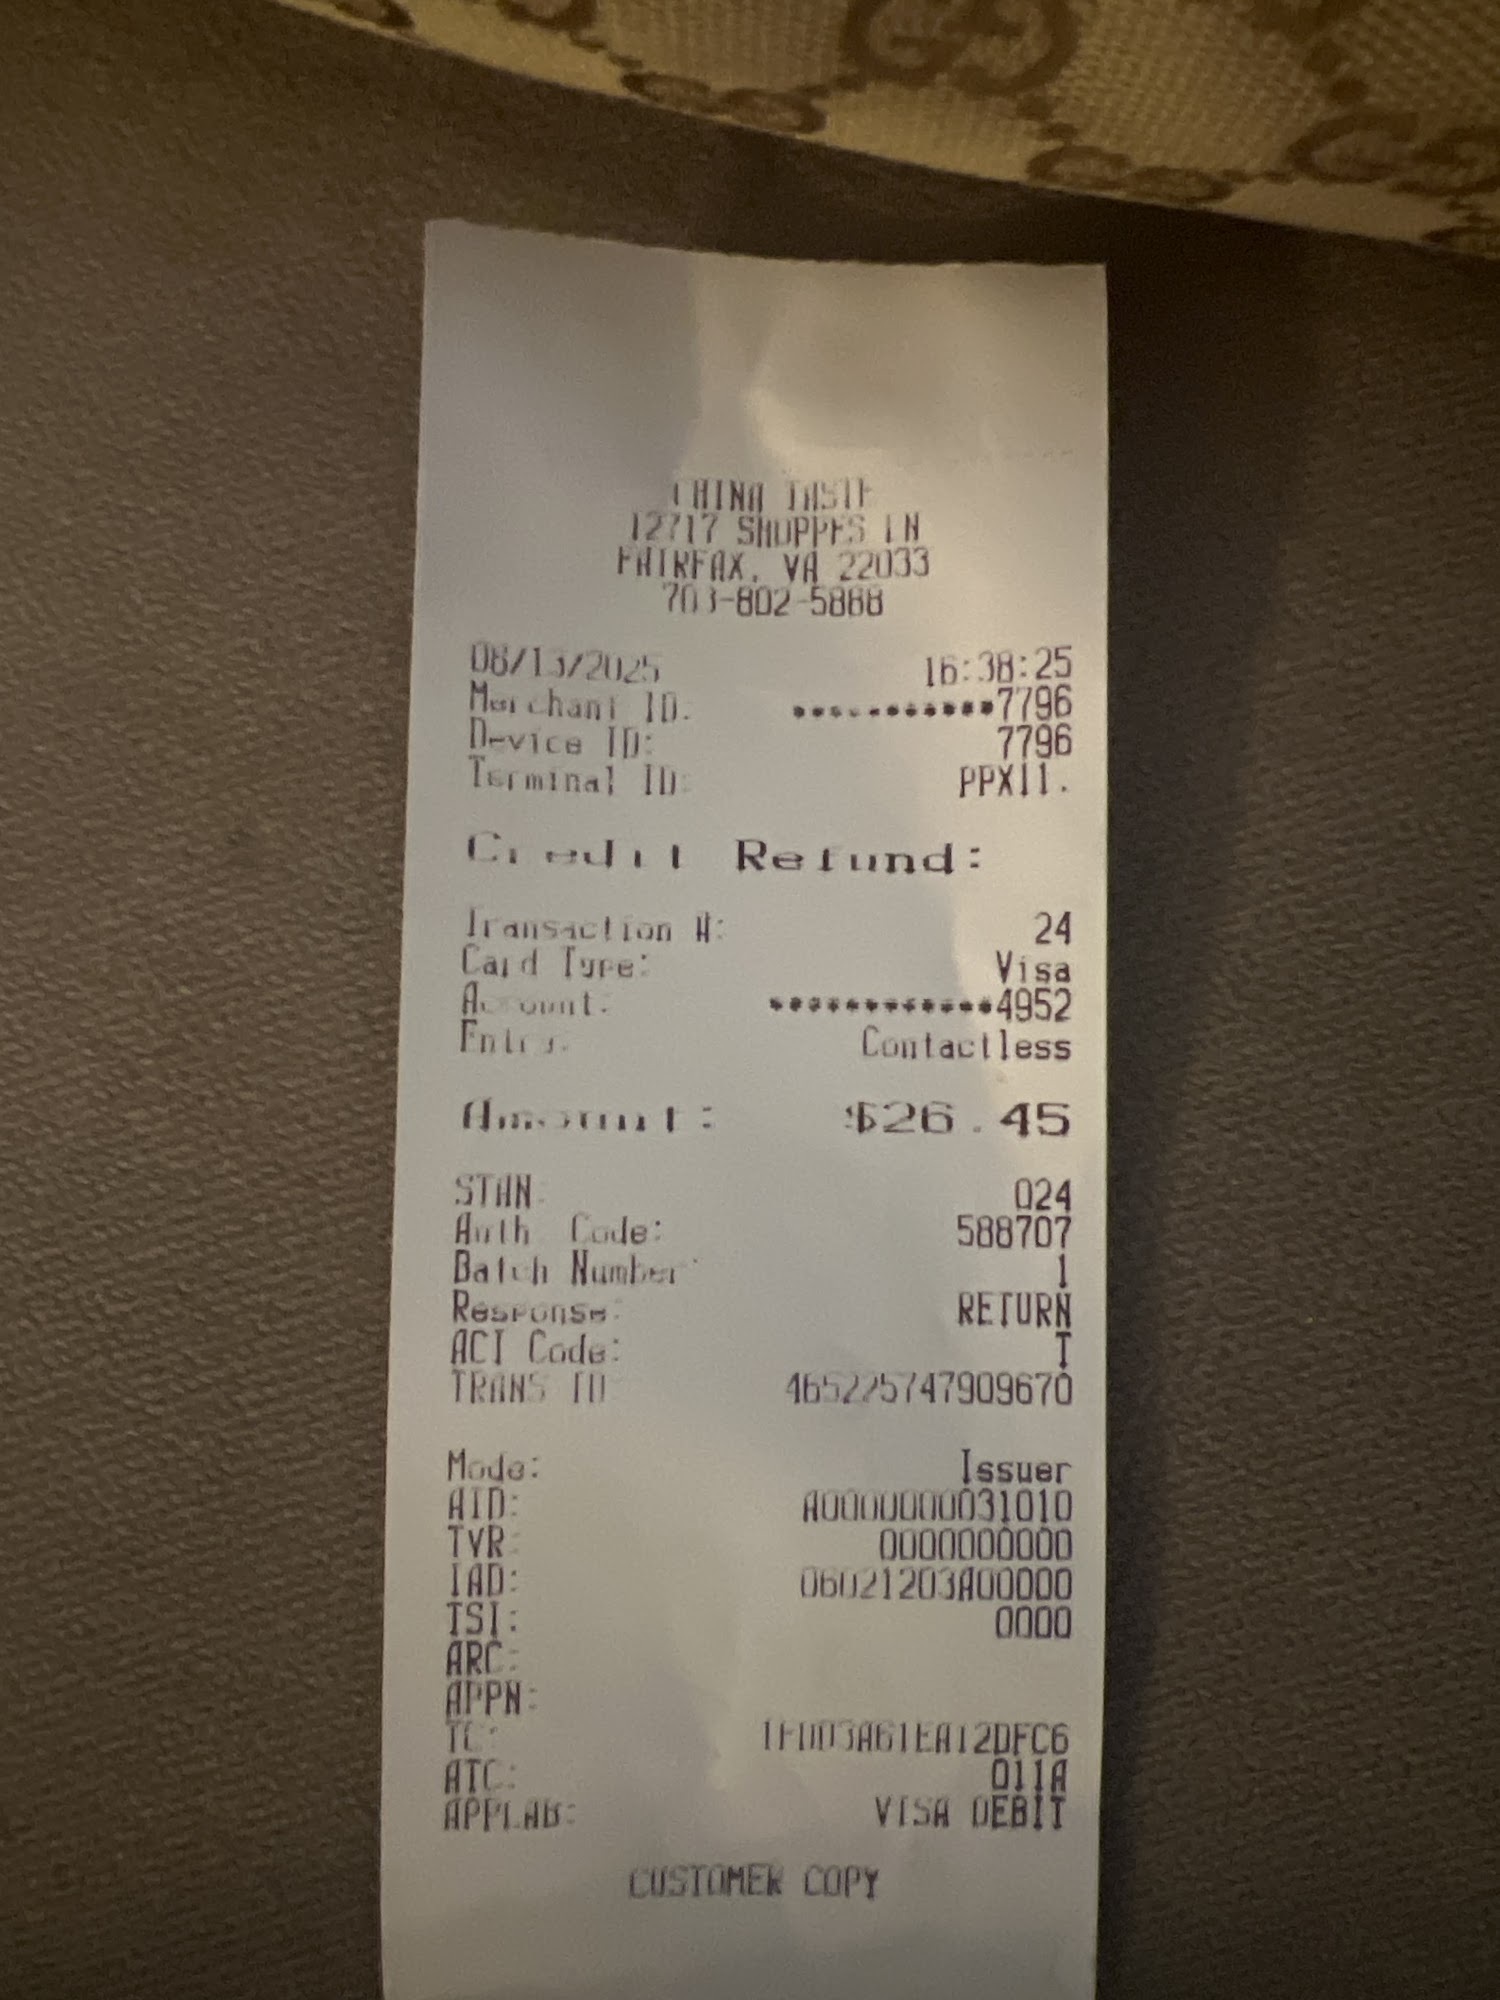 CHINA TASTE
12717 SHOPPES LN
FAIRFAX, VA 22033
703-802-5888
08/13/2025 16:38:25
Merchant ID: ***********7796
Device ID: 7796
Terminal ID: PPX11.
Credit Refund:
Transaction #: 24
Card Type: Visa
Account: ************4952
Entry: Contactless
Amount: $26.45
STAN: 024
Auth Code: 588707
Batch Number: 1
Response: RETURN
ACI Code: T
TRANS ID: 465225747909670
Mode: Issuer
AID: A0000000031010
TVR: 0000000000
IAD: 06021203A00000
TSI: 0000
ARC:
APPN:
TC: 1FD03A61EA12DFC6
ATC: 011A
APPLAB: VISA DEBIT
CUSTOMER COPY